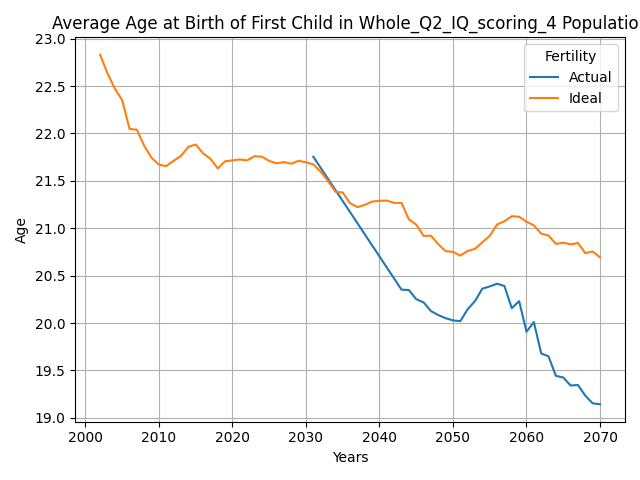 Average Age at Birth of First Child in Whole_Q2_IQ_scoring_4 Populatio
23.0
22.5
22.0
21.5
21.0
20.5
20.0
19.5
19.0
Age
Fertility
Actual
Ideal
2000 2010 2020 2030 2040 2050 2060 2070
Years